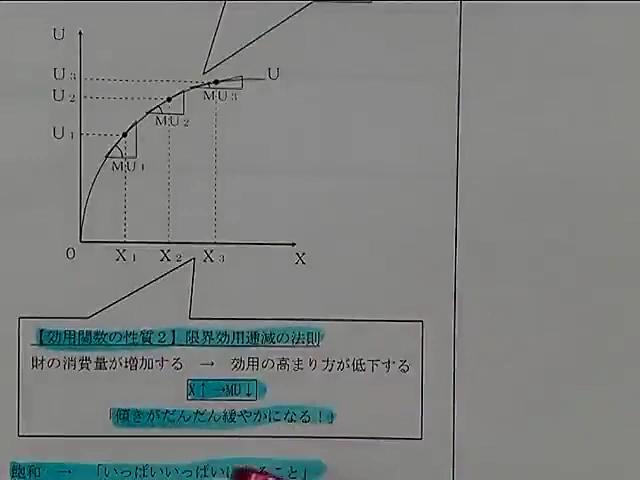 U
U₃
U
MU₃
U₂
MU₂
U₁
MU₁
0
X₁
X₂
X₃
X
【効用関数の性質2】限界効用逓減の法則
財の消費量が増加する → 効用の高まり方が低下する
X↑→MU↓
「傾きがだんだん緩やかになる!」
飽和 → 「いっぱいいっぱいに こと」